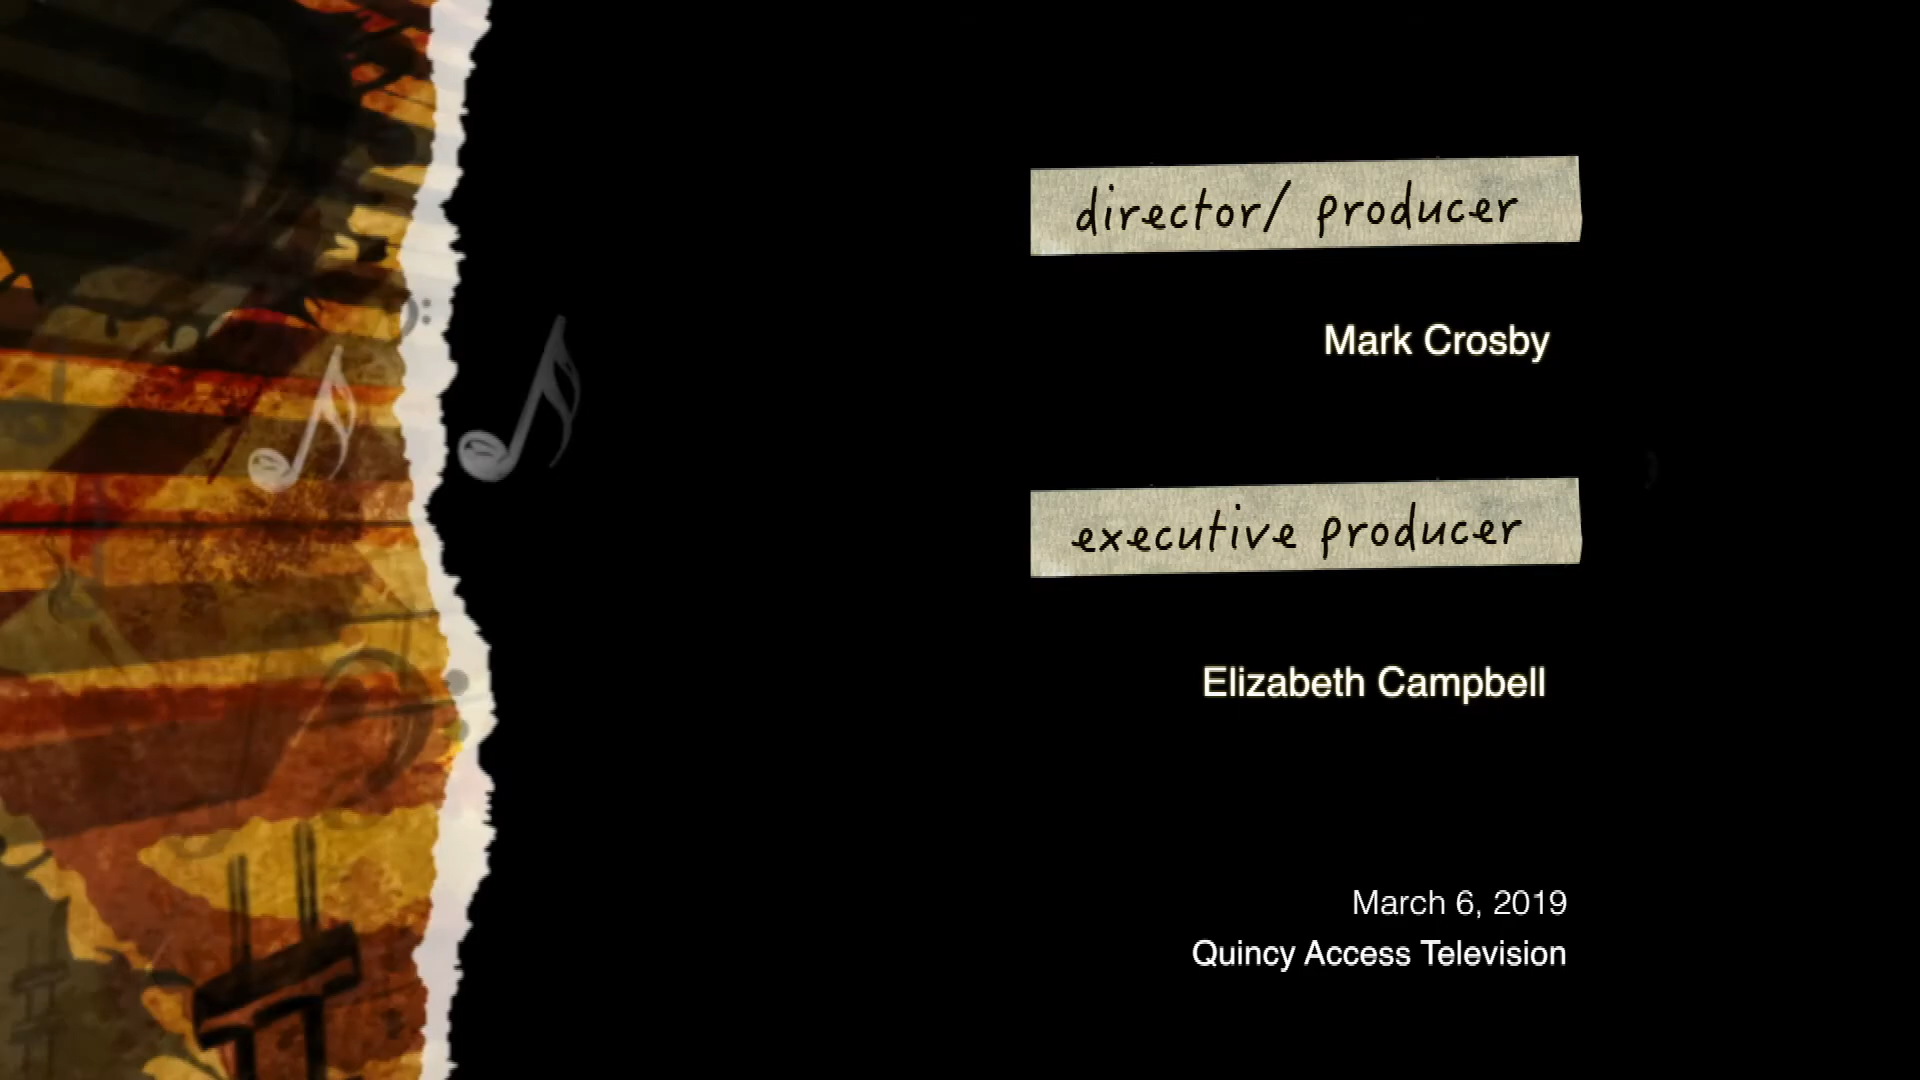 director/ producer
Mark Crosby
executive producer
Elizabeth Campbell
March 6, 2019
Quincy Access Television